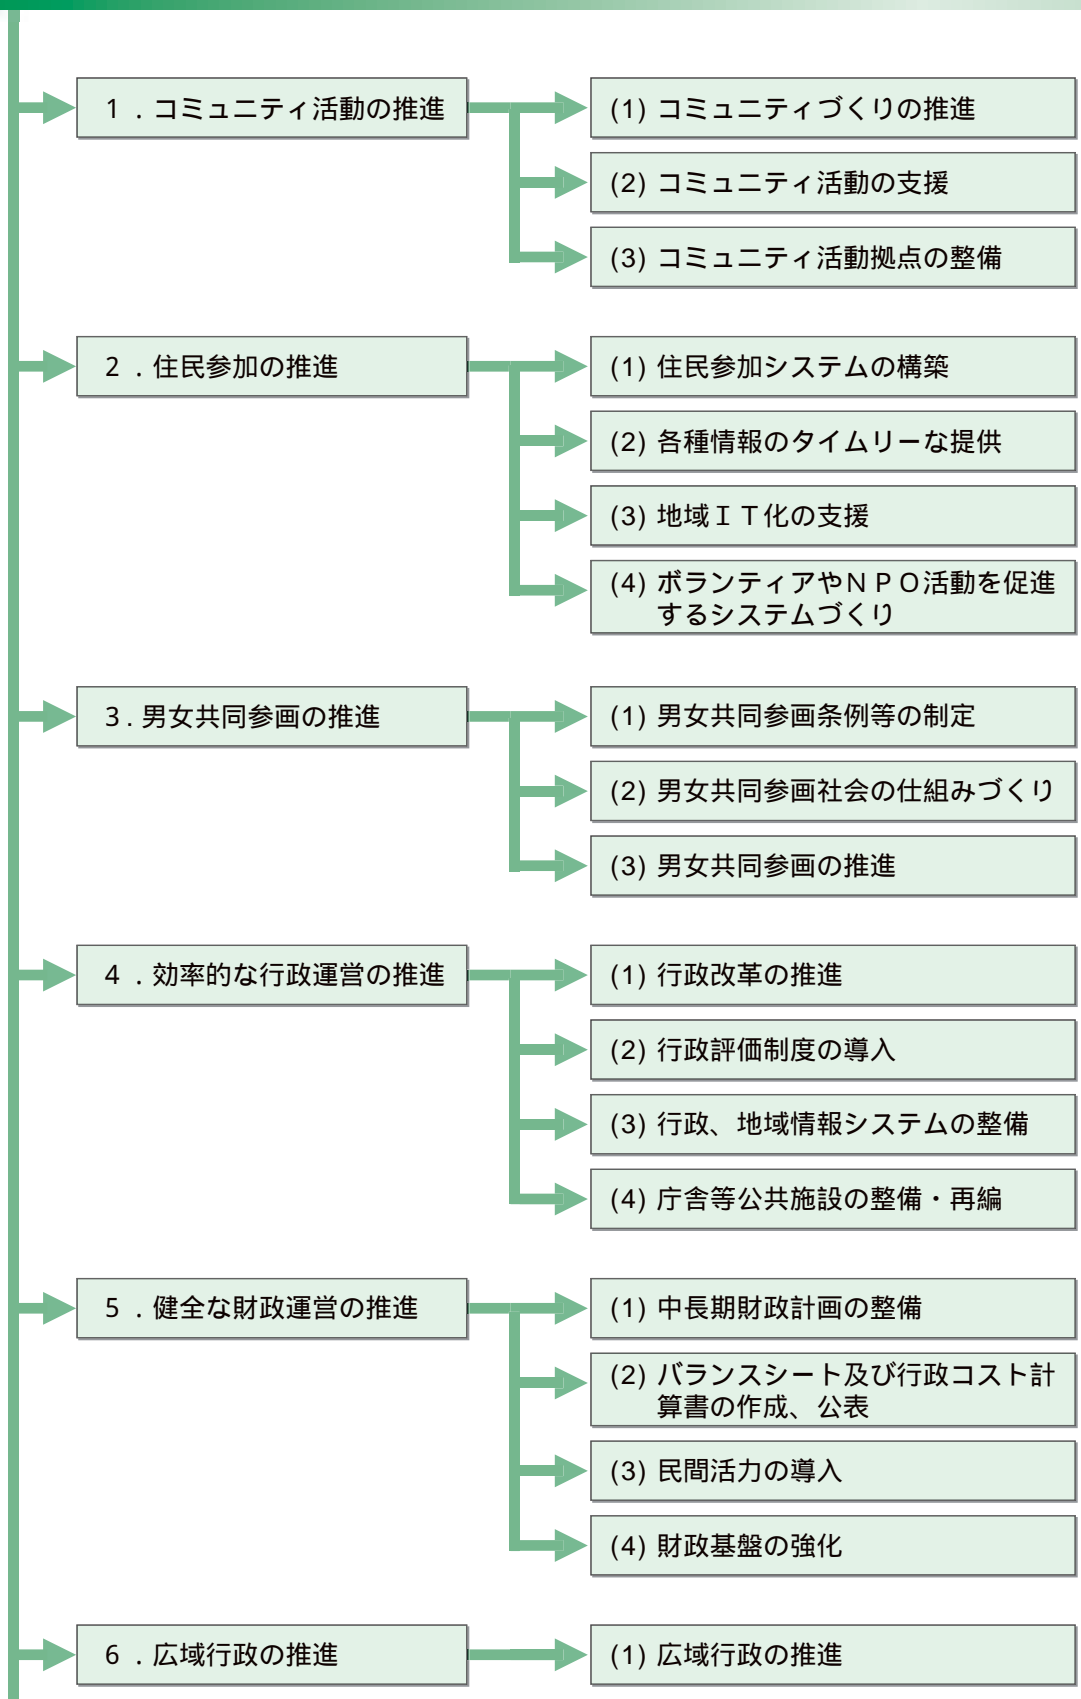 1．コミュニティ活動の推進
(1) コミュニティづくりの推進
(2) コミュニティ活動の支援
(3) コミュニティ活動拠点の整備
2．住民参加の推進
(1) 住民参加システムの構築
(2) 各種情報のタイムリーな提供
(3) 地域ＩＴ化の支援
(4) ボランティアやＮＰＯ活動を促進
するシステムづくり
3．男女共同参画の推進
(1) 男女共同参画条例等の制定
(2) 男女共同参画社会の仕組みづくり
(3) 男女共同参画の推進
4．効率的な行政運営の推進
(1) 行政改革の推進
(2) 行政評価制度の導入
(3) 行政、地域情報システムの整備
(4) 庁舎等公共施設の整備・再編
5．健全な財政運営の推進
(1) 中長期財政計画の整備
(2) バランスシート及び行政コスト計
算書の作成、公表
(3) 民間活力の導入
(4) 財政基盤の強化
6．広域行政の推進
(1) 広域行政の推進